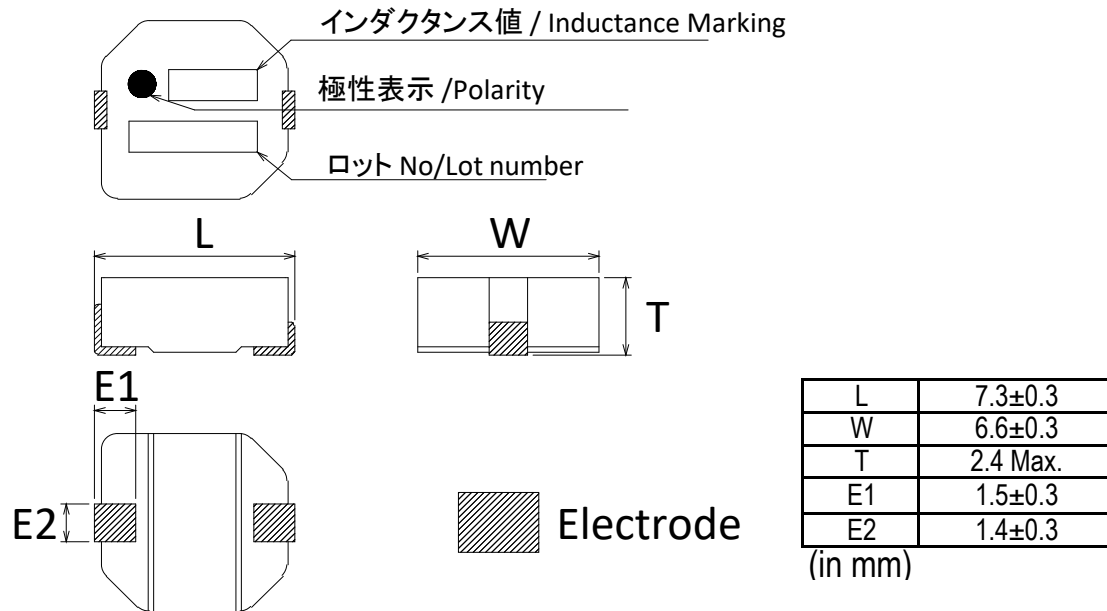 インダクタンス値 / Inductance Marking
極性表示 /Polarity
ロット No/Lot number
L
W
T
E1
E2
Electrode
L 7.3±0.3
W 6.6±0.3
T 2.4 Max.
E1 1.5±0.3
E2 1.4±0.3
(in mm)